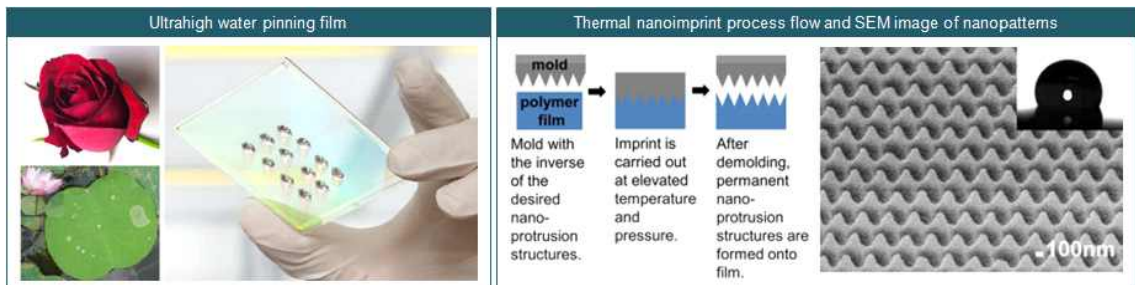 Ultrahigh water pinning film
Thermal nanoimprint process flow and SEM image of nanopatterns
mold
polymer
film
Mold with
the inverse
of the
desired
nano-
protrusion
structures.
Imprint is
carried out
at elevated
temperature
and
pressure.
After
demolding,
permanent
nano-
protrusion
structures are
formed onto
film.
100nm